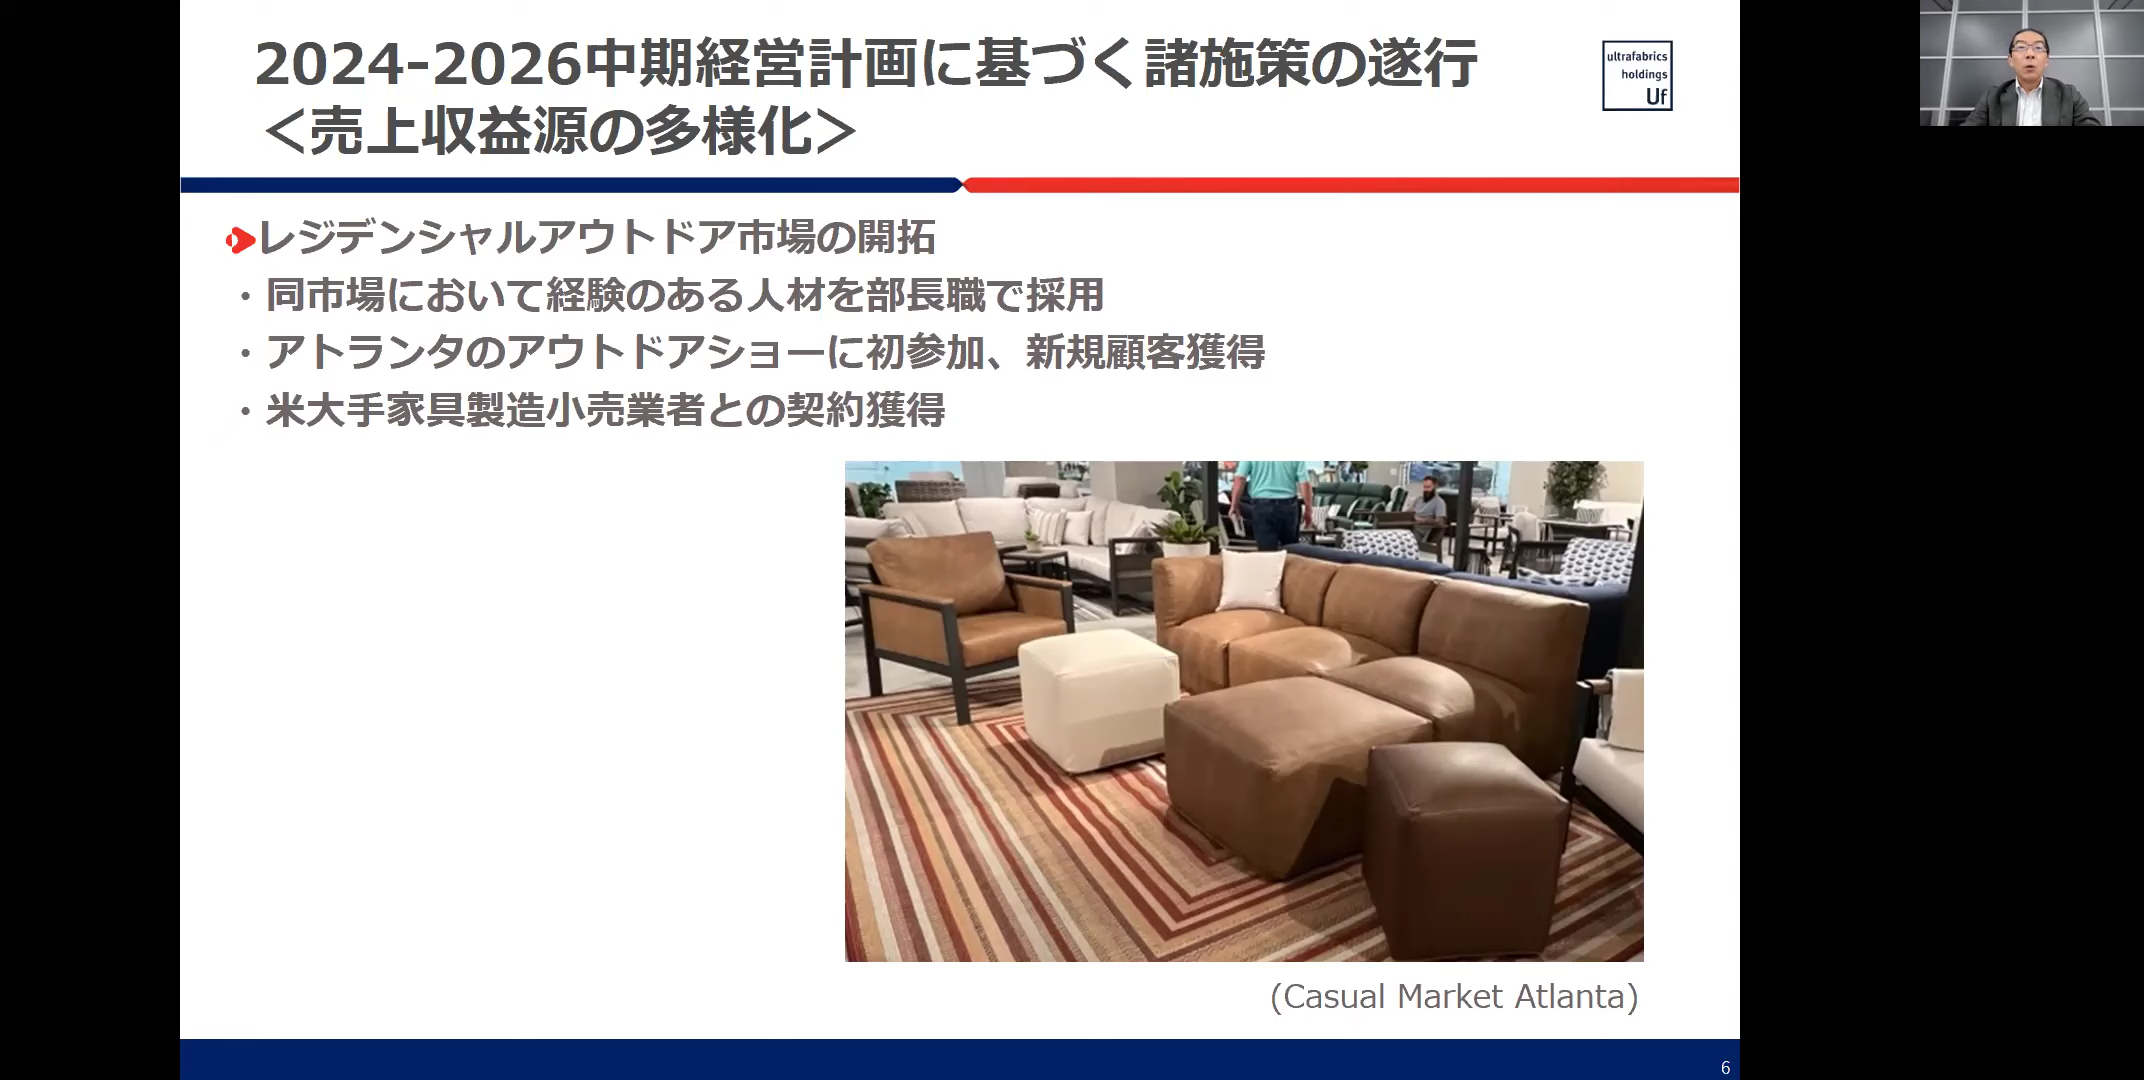 2024-2026中期経営計画に基づく諸施策の遂行
＜売上収益源の多様化＞
ultrafabrics
holdings
Uf
レジデンシャルアウトドア市場の開拓
・同市場において経験のある人材を部長職で採用
・アトランタのアウトドアショーに初参加、新規顧客獲得
・米大手家具製造小売業者との契約獲得
(Casual Market Atlanta)
6